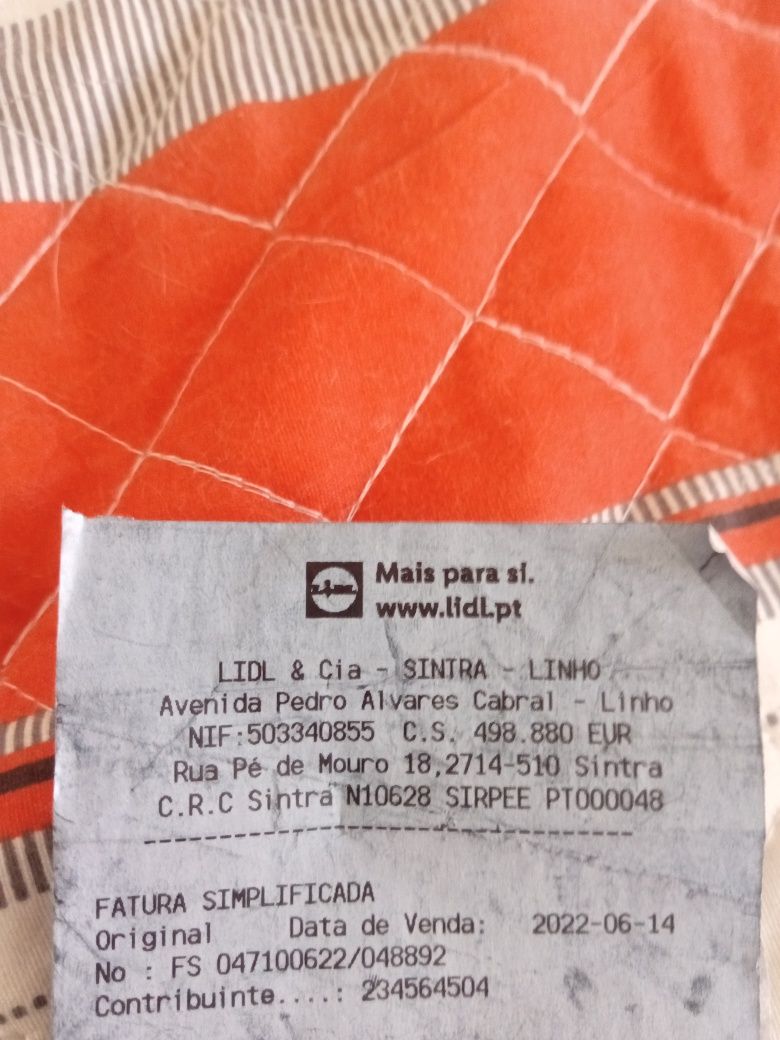 Mais para si.
www.lidl.pt
LIDL & Cia - SINTRA - LINHO
Avenida Pedro Alvares Cabral - Linho
NIF:503340855 C.S. 498.880 EUR
Rua Pé de Mouro 18,2714-510 Sintra
C.R.C Sintra N10628 SIRPEE PT000048
------------------------------------
FATURA SIMPLIFICADA
Original Data de Venda: 2022-06-14
No : FS 047100622/048892
Contribuinte....: 234564504